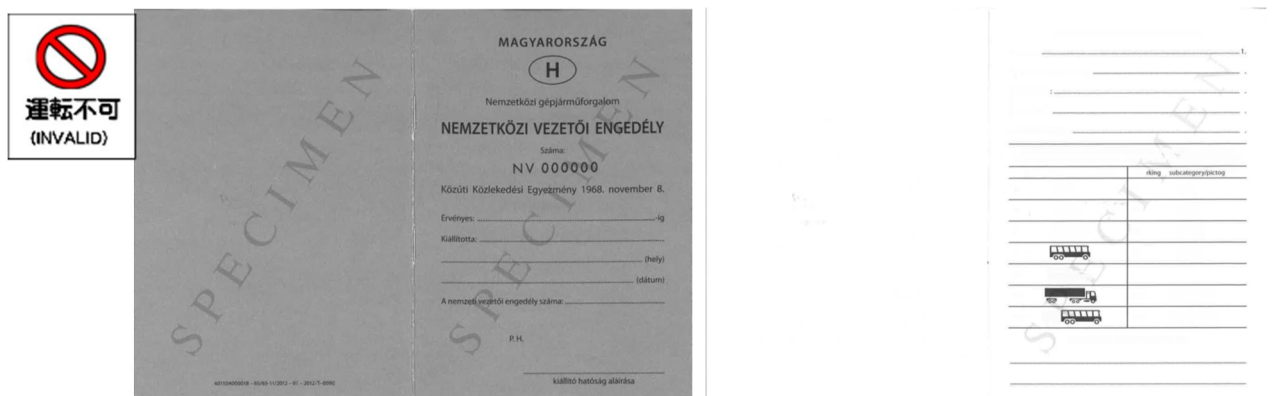 運転不可
(INVALID)
SPECIMEN
MAGYARORSZÁG
H
Nemzetközi gépjárműforgalom
NEMZETKÖZI VEZETŐI ENGEDÉLY
Száma:
NV 000000
Közúti Közlekedési Egyezmény 1968. november 8.
Érvényes: -ig
Kiállította:
(hely)
(dátum)
A nemzeti vezetői engedély száma:
P. H.
kiállító hatóság aláírása
SPECIMEN
1.
rking subcategory/pictog
SPECIMEN